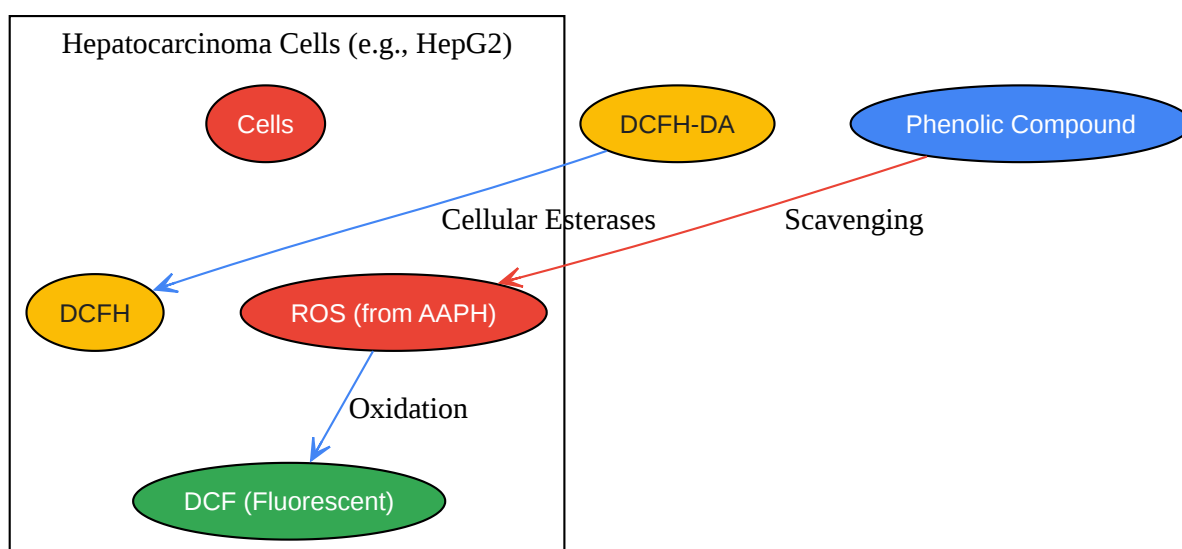 Hepatocarcinoma Cells (e.g., HepG2)
Cells
DCFH-DA
Phenolic Compound
Cellular Esterases
Scavenging
DCFH
ROS (from AAPH)
Oxidation
DCF (Fluorescent)